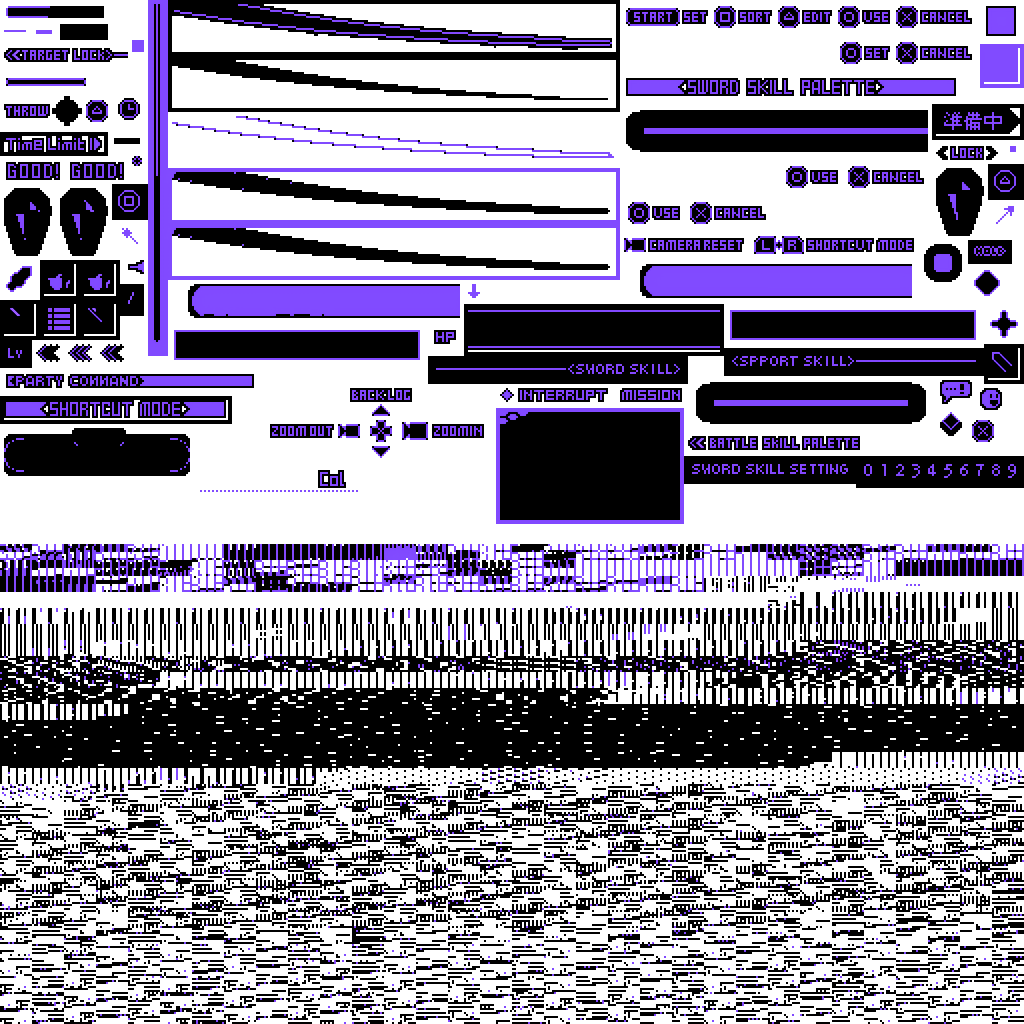 START SET SORT EDIT USE CANCEL
SET CANCEL
<<TARGET LOCK>>
<SWORD SKILL PALETTE>
THROW
準備中
Time Limit
<LOCK>
GOOD! GOOD!
USE CANCEL
USE CANCEL
CAMERA RESET L+R SHORTCUT MODE
HP
Lv
<SWORD SKILL>
<SPPORT SKILL>
PARTY COMMAND
BACKLOG
INTERRUPT MISSION
<SHORTCUT MODE>
ZOOM OUT ZOOM IN
BATTLE SKILL PALETTE
SWORD SKILL SETTING 0 1 2 3 4 5 6 7 8 9
Col